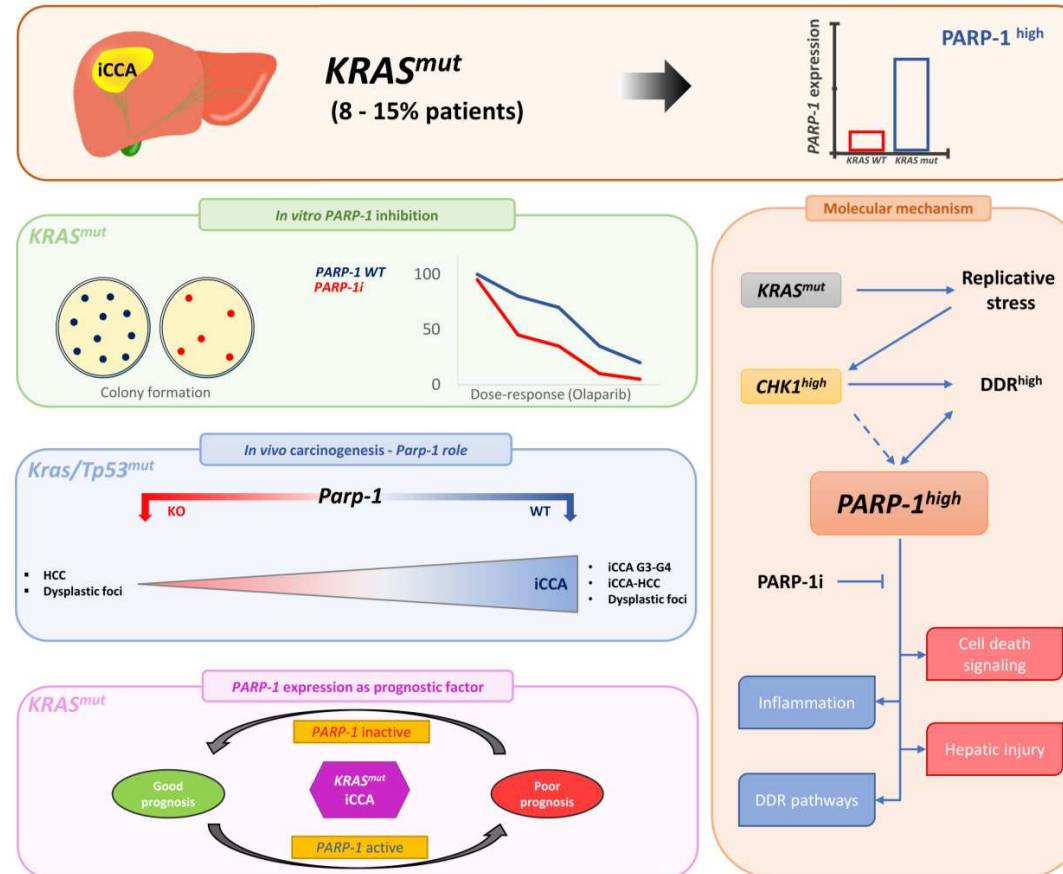 iCCA
KRASmut
(8 - 15% patients)
PARP-1 high
PARP-1 expression
KRAS WT
KRAS mut
In vitro PARP-1 inhibition
KRASmut
PARP-1 WT
PARP-1i
100
50
0
Colony formation
Dose-response (Olaparib)
In vivo carcinogenesis - Parp-1 role
Kras/Tp53mut
Parp-1
KO
WT
▪ HCC
▪ Dysplastic foci
iCCA
• iCCA G3-G4
• iCCA-HCC
• Dysplastic foci
PARP-1 expression as prognostic factor
KRASmut
PARP-1 inactive
Good
prognosis
KRASmut
iCCA
Poor
prognosis
PARP-1 active
Molecular mechanism
KRASmut
Replicative
stress
CHK1high
DDRhigh
PARP-1high
PARP-1i
Cell death
signaling
Inflammation
Hepatic injury
DDR pathways